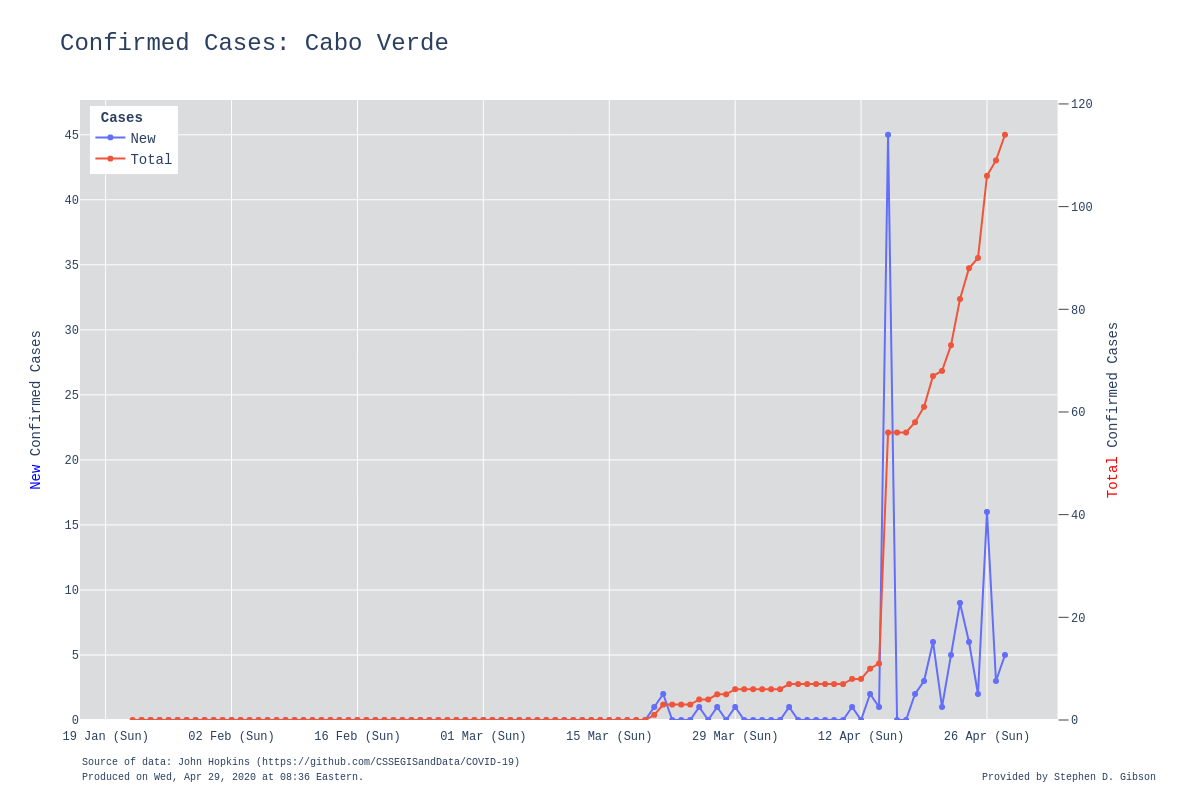 Confirmed Cases: Cabo Verde
Cases
New
Total
45
40
35
30
25
20
15
10
5
0
New Confirmed Cases
120
100
80
60
40
20
0
Total Confirmed Cases
19 Jan (Sun) 02 Feb (Sun) 16 Feb (Sun) 01 Mar (Sun) 15 Mar (Sun) 29 Mar (Sun) 12 Apr (Sun) 26 Apr (Sun)
Source of data: John Hopkins (https://github.com/CSSEGISandData/COVID-19)
Produced on Wed, Apr 29, 2020 at 08:36 Eastern.
Provided by Stephen D. Gibson